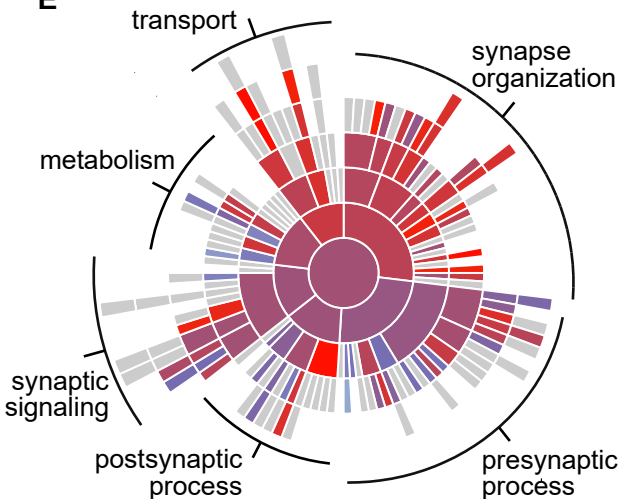 E
transport
synapse
organization
metabolism
synaptic
signaling
postsynaptic
process
presynaptic
process